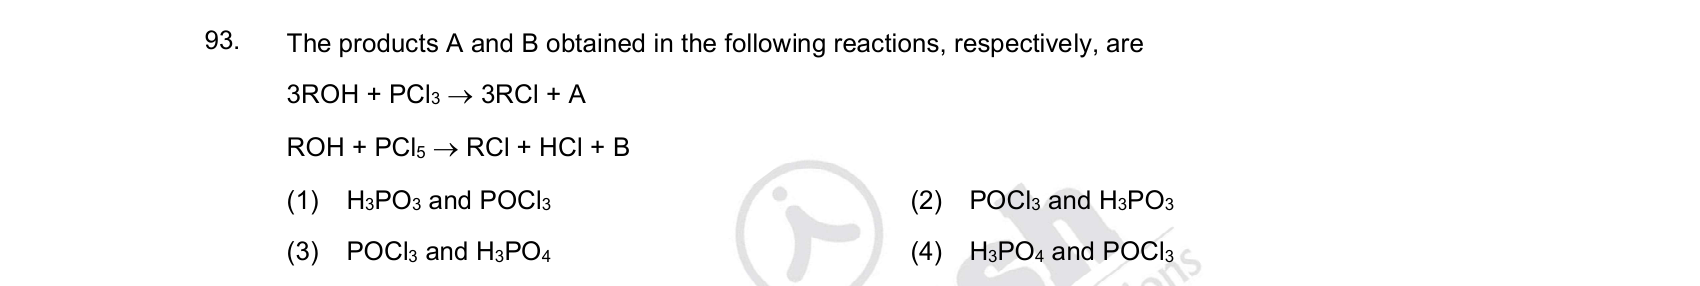 93. The products A and B obtained in the following reactions, respectively, are
3ROH + PCl₃ → 3RCl + A
ROH + PCl₅ → RCl + HCl + B
(1) H₃PO₃ and POCl₃ (2) POCl₃ and H₃PO₃
(3) POCl₃ and H₃PO₄ (4) H₃PO₄ and POCl₃